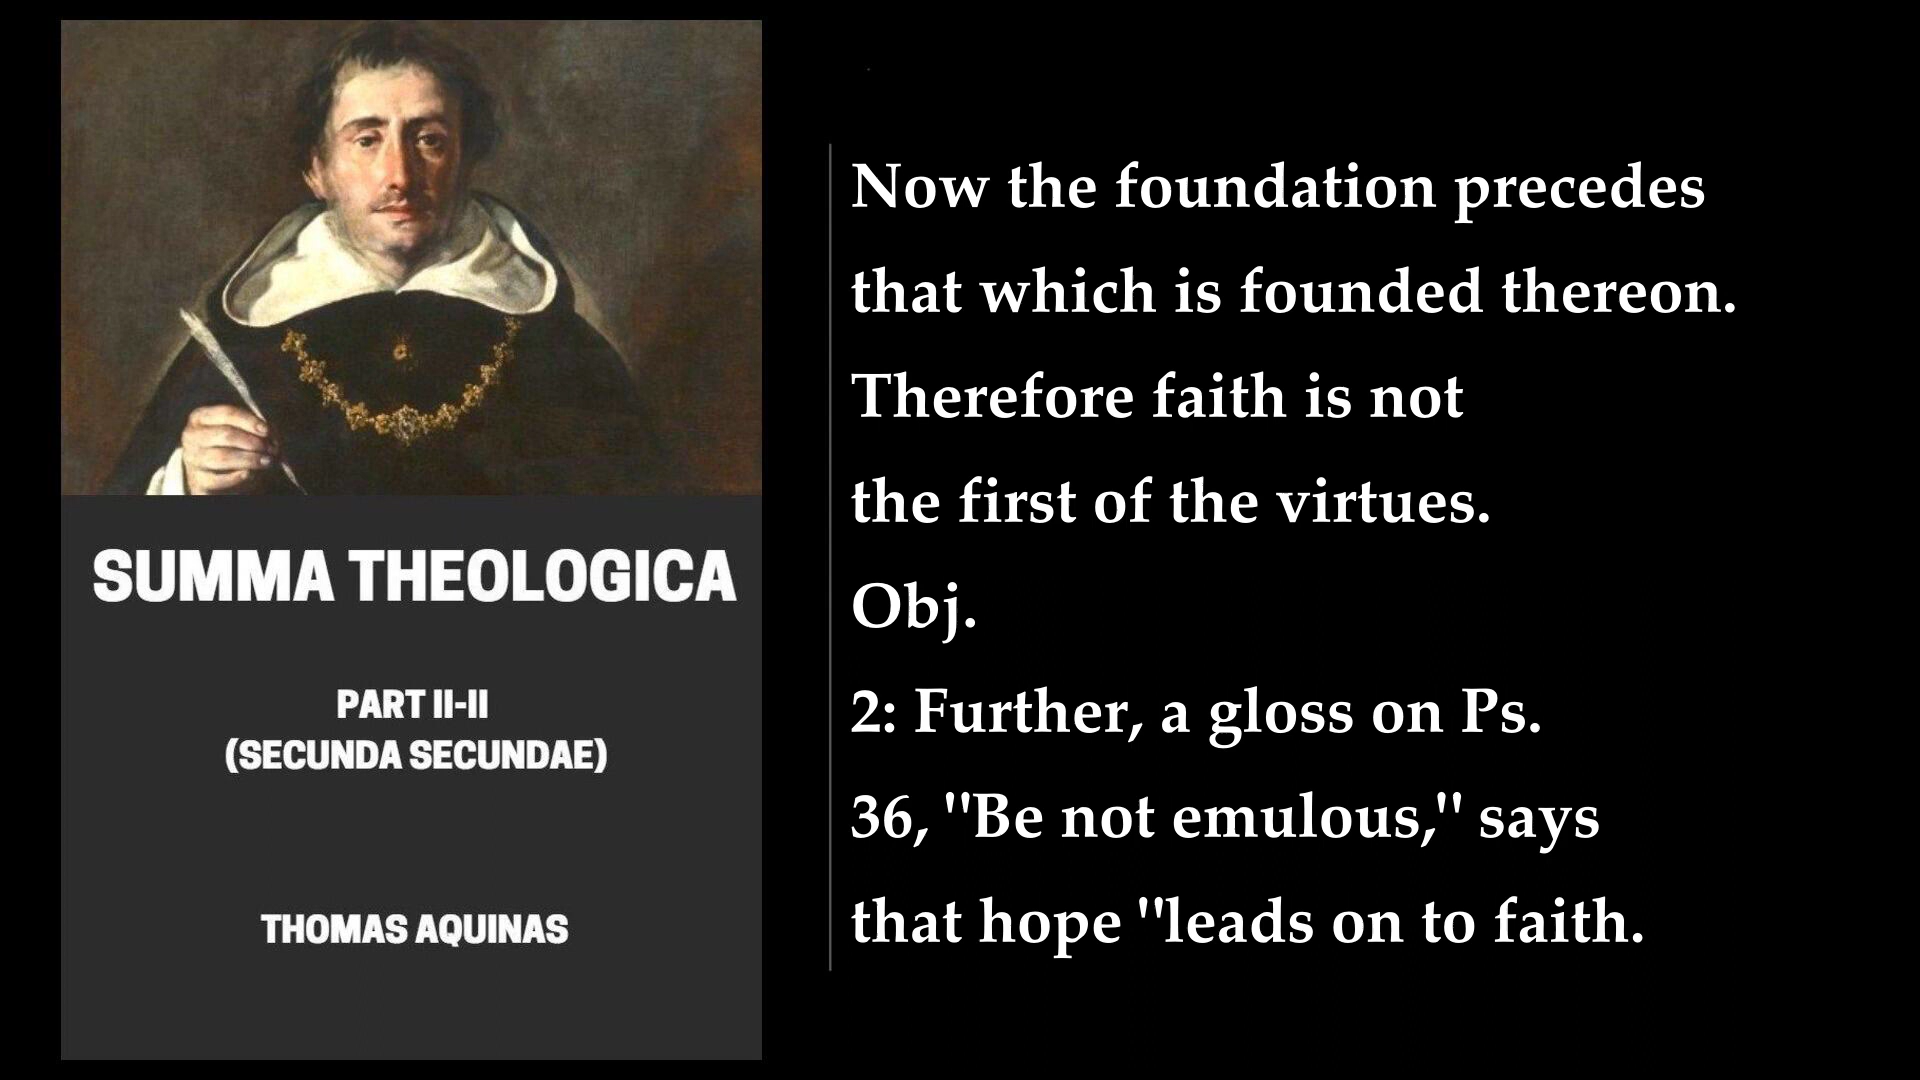 SUMMA THEOLOGICA
PART II-II
(SECUNDA SECUNDAE)
THOMAS AQUINAS
Now the foundation precedes
that which is founded thereon.
Therefore faith is not
the first of the virtues.
Obj.
2: Further, a gloss on Ps.
36, "Be not emulous," says
that hope "leads on to faith.